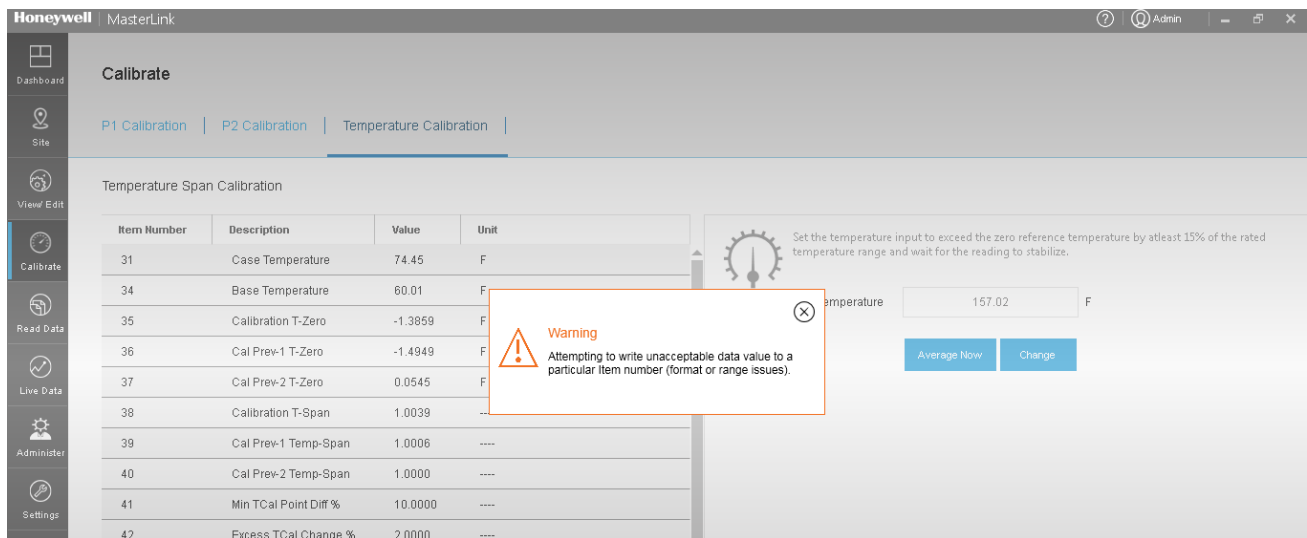 Honeywell | MasterLink
? Admin
Dashboard
Calibrate
Site
P1 Calibration | P2 Calibration | Temperature Calibration |
View/ Edit
Temperature Span Calibration
Item Number Description Value Unit
Set the temperature input to exceed the zero reference temperature by atleast 15% of the rated
temperature range and wait for the reading to stabilize.
Calibrate
31 Case Temperature 74.45 F
34 Base Temperature 60.01 F
emperature 157.02 F
Read Data
35 Calibration T-Zero -1.3859 F
Warning
Attempting to write unacceptable data value to a
particular Item number (format or range issues).
Average Now Change
36 Cal Prev-1 T-Zero -1.4949 F
Live Data
37 Cal Prev-2 T-Zero 0.0545 F
38 Calibration T-Span 1.0039 ----
Administer
39 Cal Prev-1 Temp-Span 1.0006 ----
40 Cal Prev-2 Temp-Span 1.0000 ----
Settings
41 Min TCal Point Diff % 10.0000 ----
42 Excess TCal Change % 2.0000 ----